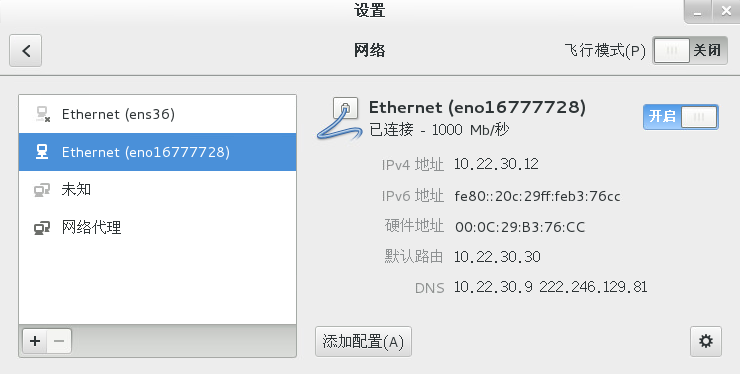 设置
网络
飞行模式(P) 关闭
Ethernet (ens36)
Ethernet (eno16777728)
未知
网络代理
Ethernet (eno16777728)
已连接 - 1000 Mb/秒
开启
IPv4 地址 10.22.30.12
IPv6 地址 fe80::20c:29ff:feb3:76cc
硬件地址 00:0C:29:B3:76:CC
默认路由 10.22.30.30
DNS 10.22.30.9 222.246.129.81
添加配置(A)